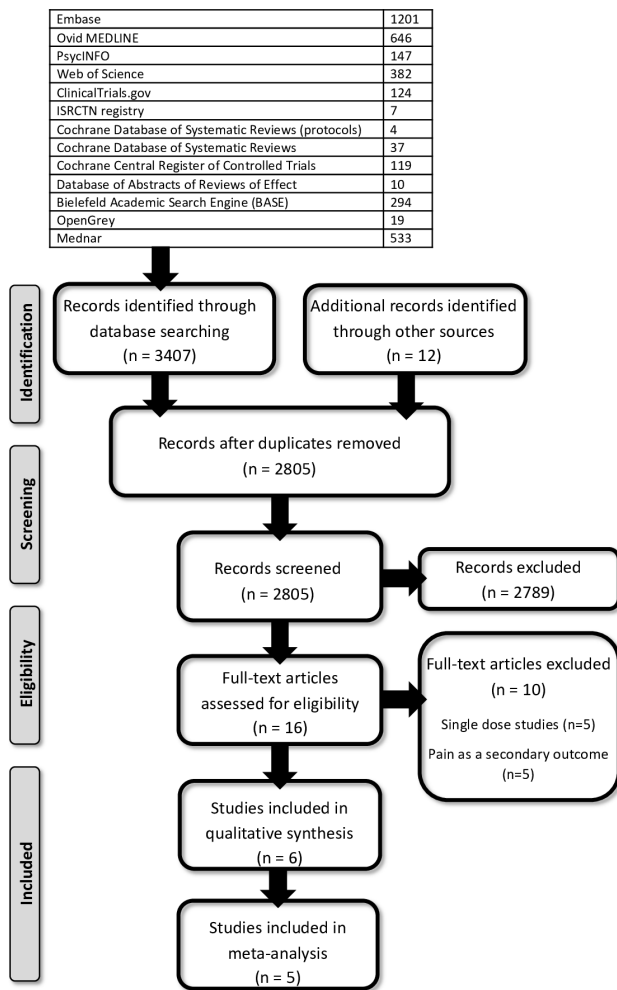 Embase 1201
Ovid MEDLINE 646
PsycINFO 147
Web of Science 382
ClinicalTrials.gov 124
ISRCTN registry 7
Cochrane Database of Systematic Reviews (protocols) 4
Cochrane Database of Systematic Reviews 37
Cochrane Central Register of Controlled Trials 119
Database of Abstracts of Reviews of Effect 10
Bielefeld Academic Search Engine (BASE) 294
OpenGrey 19
Mednar 533
Identification
Records identified through
database searching
(n = 3407)
Additional records identified
through other sources
(n = 12)
Records after duplicates removed
(n = 2805)
Screening
Records screened
(n = 2805)
Records excluded
(n = 2789)
Eligibility
Full-text articles
assessed for eligibility
(n = 16)
Full-text articles excluded
(n = 10)
Single dose studies (n=5)
Pain as a secondary outcome
(n=5)
Included
Studies included in
qualitative synthesis
(n = 6)
Studies included in
meta-analysis
(n = 5)